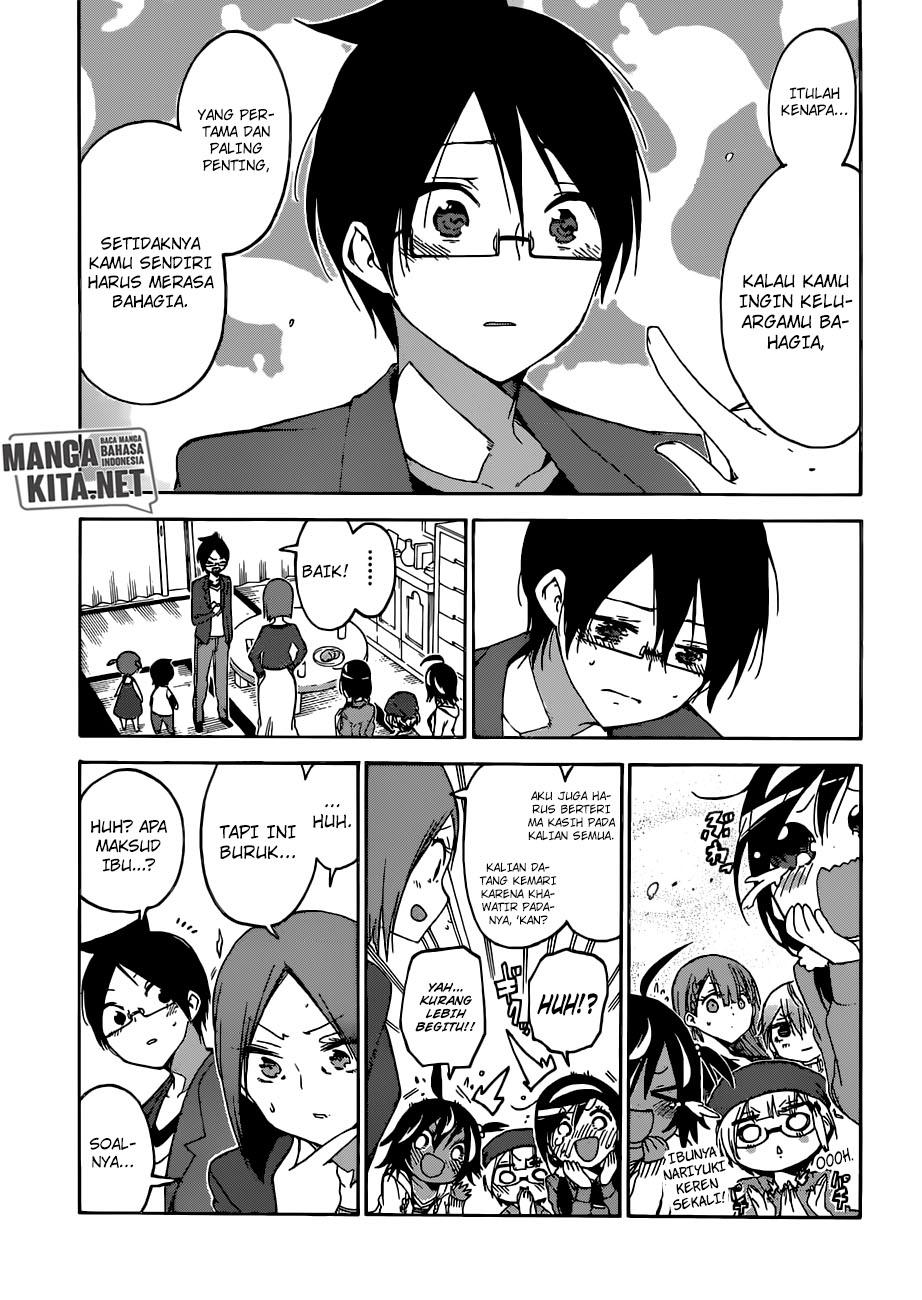 ITULAH
KENAPA...
KALAU KAMU
INGIN KELU-
ARGAMU BA-
HAGIA,
YANG PER-
TAMA DAN
PALING
PENTING,
SETIDAKNYA
KAMU SENDIRI
HARUS MERASA
BAHAGIA.
MANGA
KITA.NET
BACA MANGA
BAHASA
INDONESIA
........
BAIK!
IBUNYA
NARIYUKI
KEREN
SEKALI!
OOOH.
AKU JUGA HA-
RUS BERTERI
MA KASIH PADA
KALIAN SEMUA.
KALIAN DA-
TANG KEMARI
KARENA KHA-
WATIR PADA-
NYA, 'KAN?
HUH!?
YAH...
KURANG
LEBIH
BEGITU!!
...
HUH.
TAPI INI
BURUK...
HUH? APA
MAKSUD
IBU...?
SOAL-
NYA...